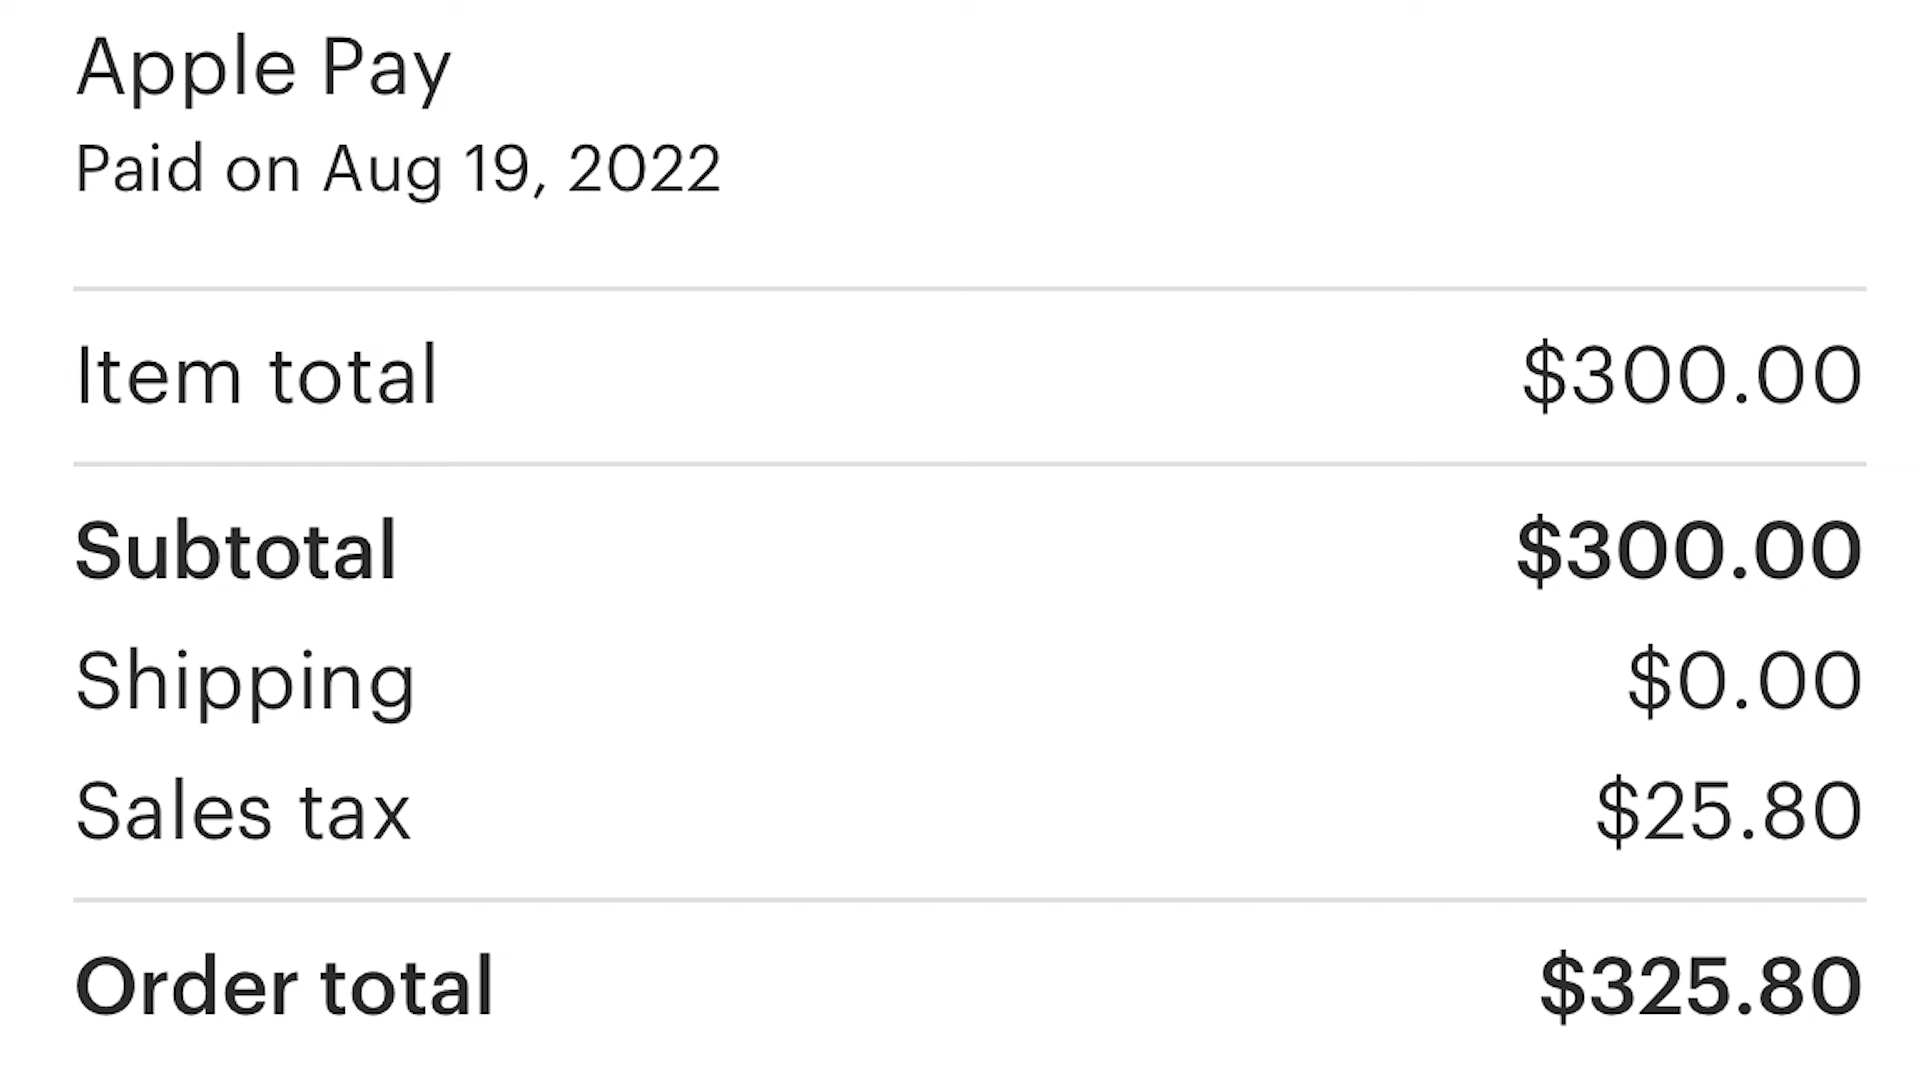 Apple Pay
Paid on Aug 19, 2022
Item total $300.00
Subtotal $300.00
Shipping $0.00
Sales tax $25.80
Order total $325.80